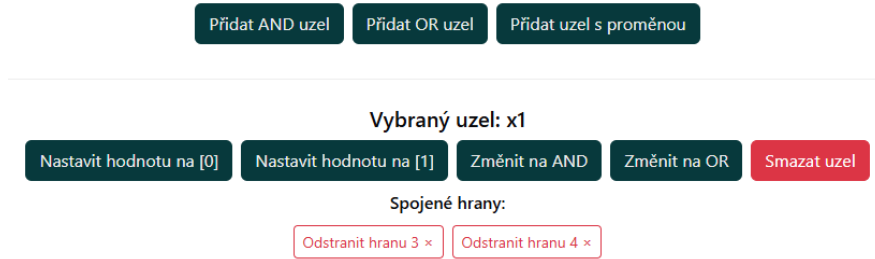 Přidat AND uzel Přidat OR uzel Přidat uzel s proměnou
Vybraný uzel: x1
Nastavit hodnotu na [0] Nastavit hodnotu na [1] Změnit na AND Změnit na OR Smazat uzel
Spojené hrany:
Odstranit hranu 3 × Odstranit hranu 4 ×